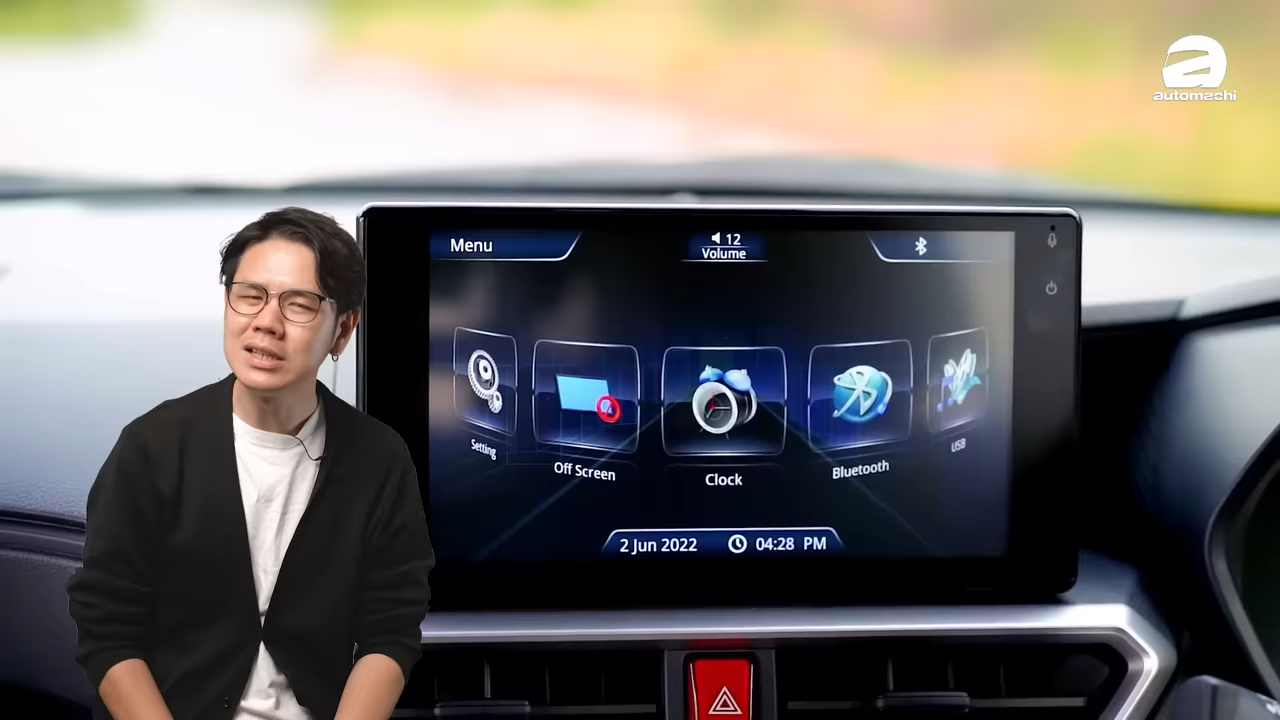 automachi
Menu
12
Volume
Setting
Off Screen
Clock
Bluetooth
USB
2 Jun 2022 04:28 PM